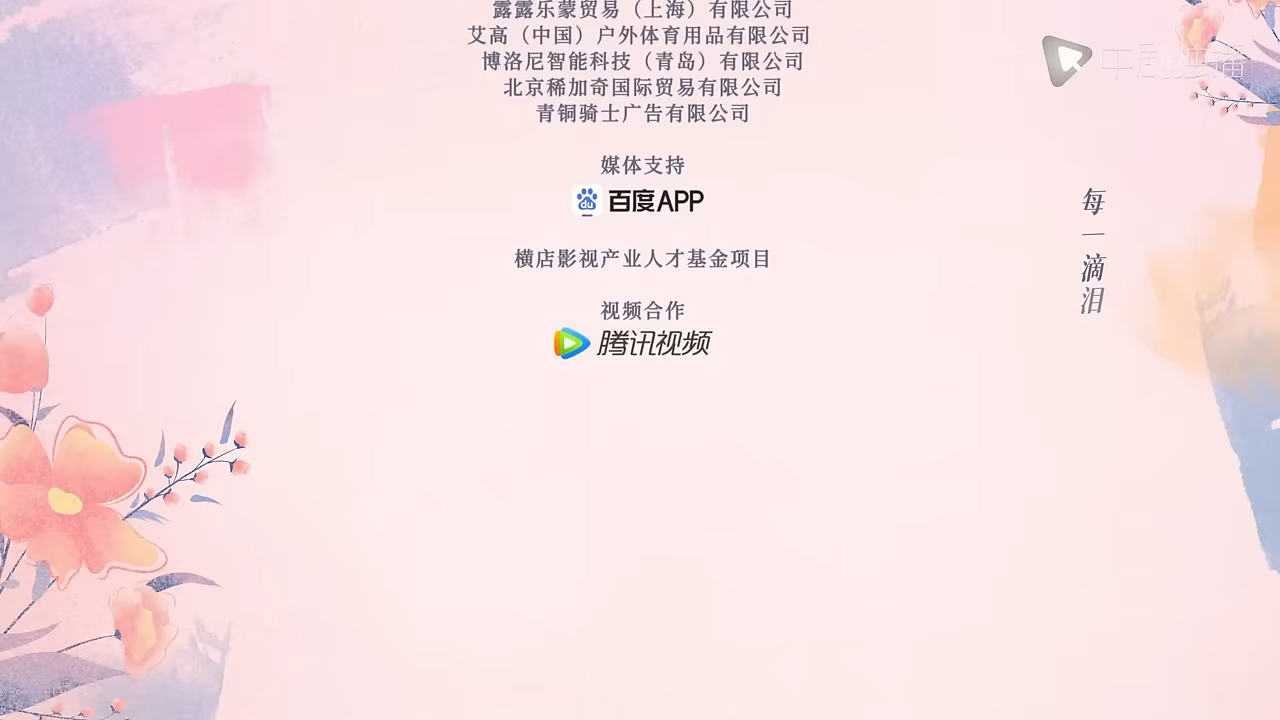 露露乐蒙贸易（上海）有限公司
艾高（中国）户外体育用品有限公司
博洛尼智能科技（青岛）有限公司
北京稀加奇国际贸易有限公司
青铜骑士广告有限公司
媒体支持
du 百度APP
横店影视产业人才基金项目
视频合作
腾讯视频
中剧独播
每一滴泪